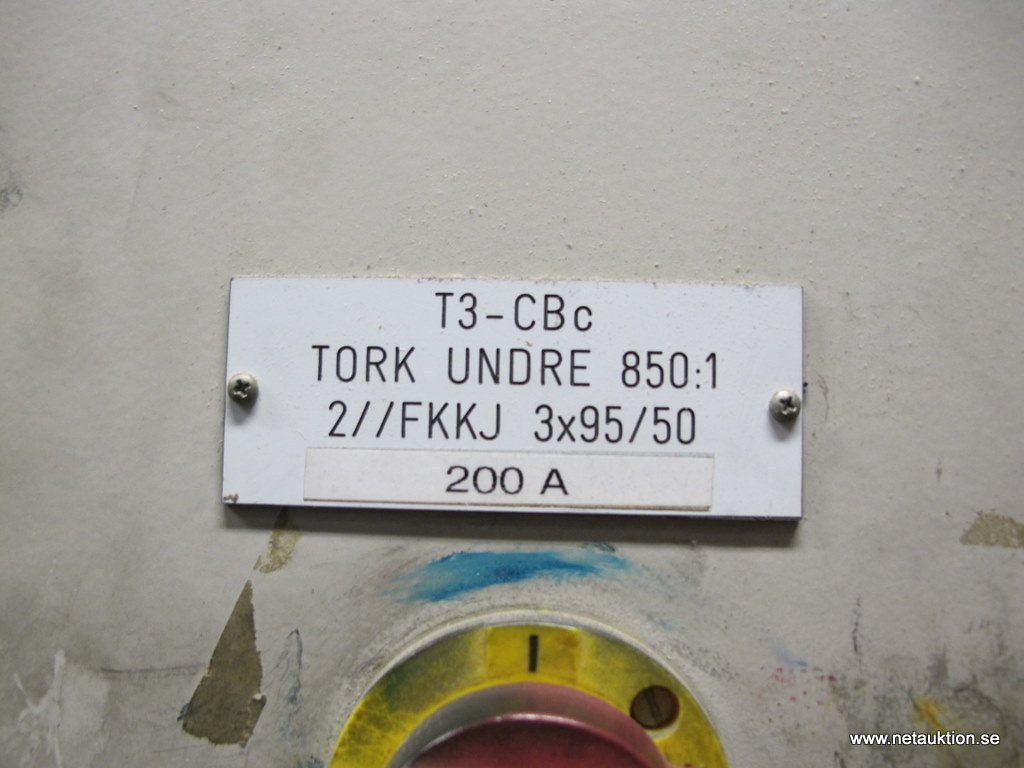 T3-CBc
TORK UNDRE 850:1
2//FKKJ 3x95/50
200 A
I
www.netauktion.se